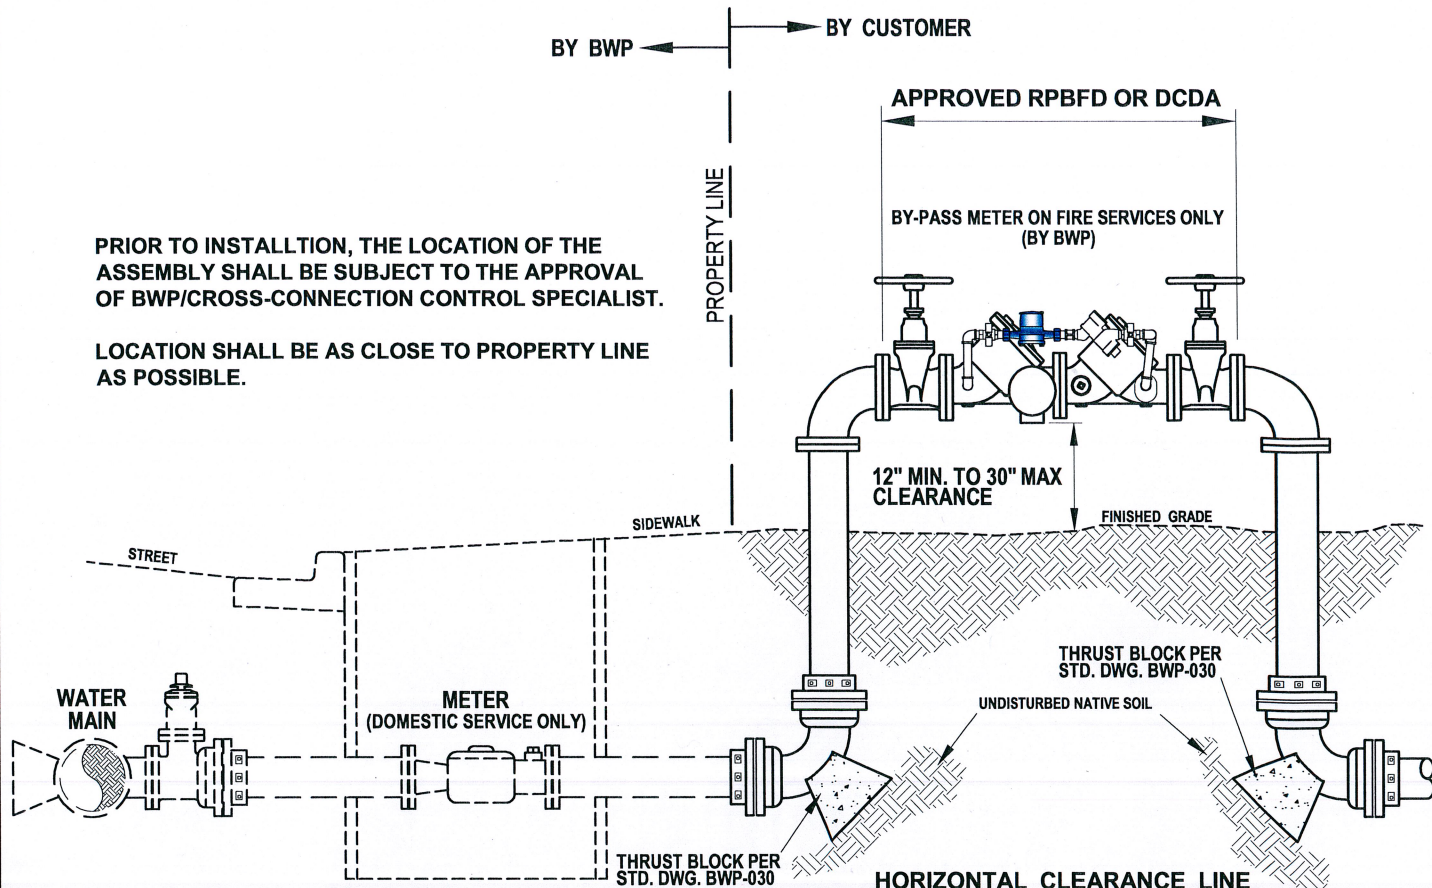 BY BWP
BY CUSTOMER
APPROVED RPBFD OR DCDA
PROPERTY LINE
BY-PASS METER ON FIRE SERVICES ONLY
(BY BWP)
PRIOR TO INSTALLTION, THE LOCATION OF THE
ASSEMBLY SHALL BE SUBJECT TO THE APPROVAL
OF BWP/CROSS-CONNECTION CONTROL SPECIALIST.
LOCATION SHALL BE AS CLOSE TO PROPERTY LINE
AS POSSIBLE.
12" MIN. TO 30" MAX
CLEARANCE
SIDEWALK
FINISHED GRADE
STREET
THRUST BLOCK PER
STD. DWG. BWP-030
WATER
MAIN
METER
(DOMESTIC SERVICE ONLY)
UNDISTURBED NATIVE SOIL
THRUST BLOCK PER
STD. DWG. BWP-030
HORIZONTAL CLEARANCE LINE